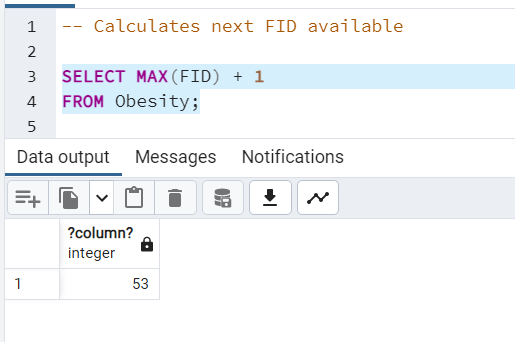 1 -- Calculates next FID available
2
3 SELECT MAX(FID) + 1
4 FROM Obesity;
5
Data output Messages Notifications
?column?
integer
1 53